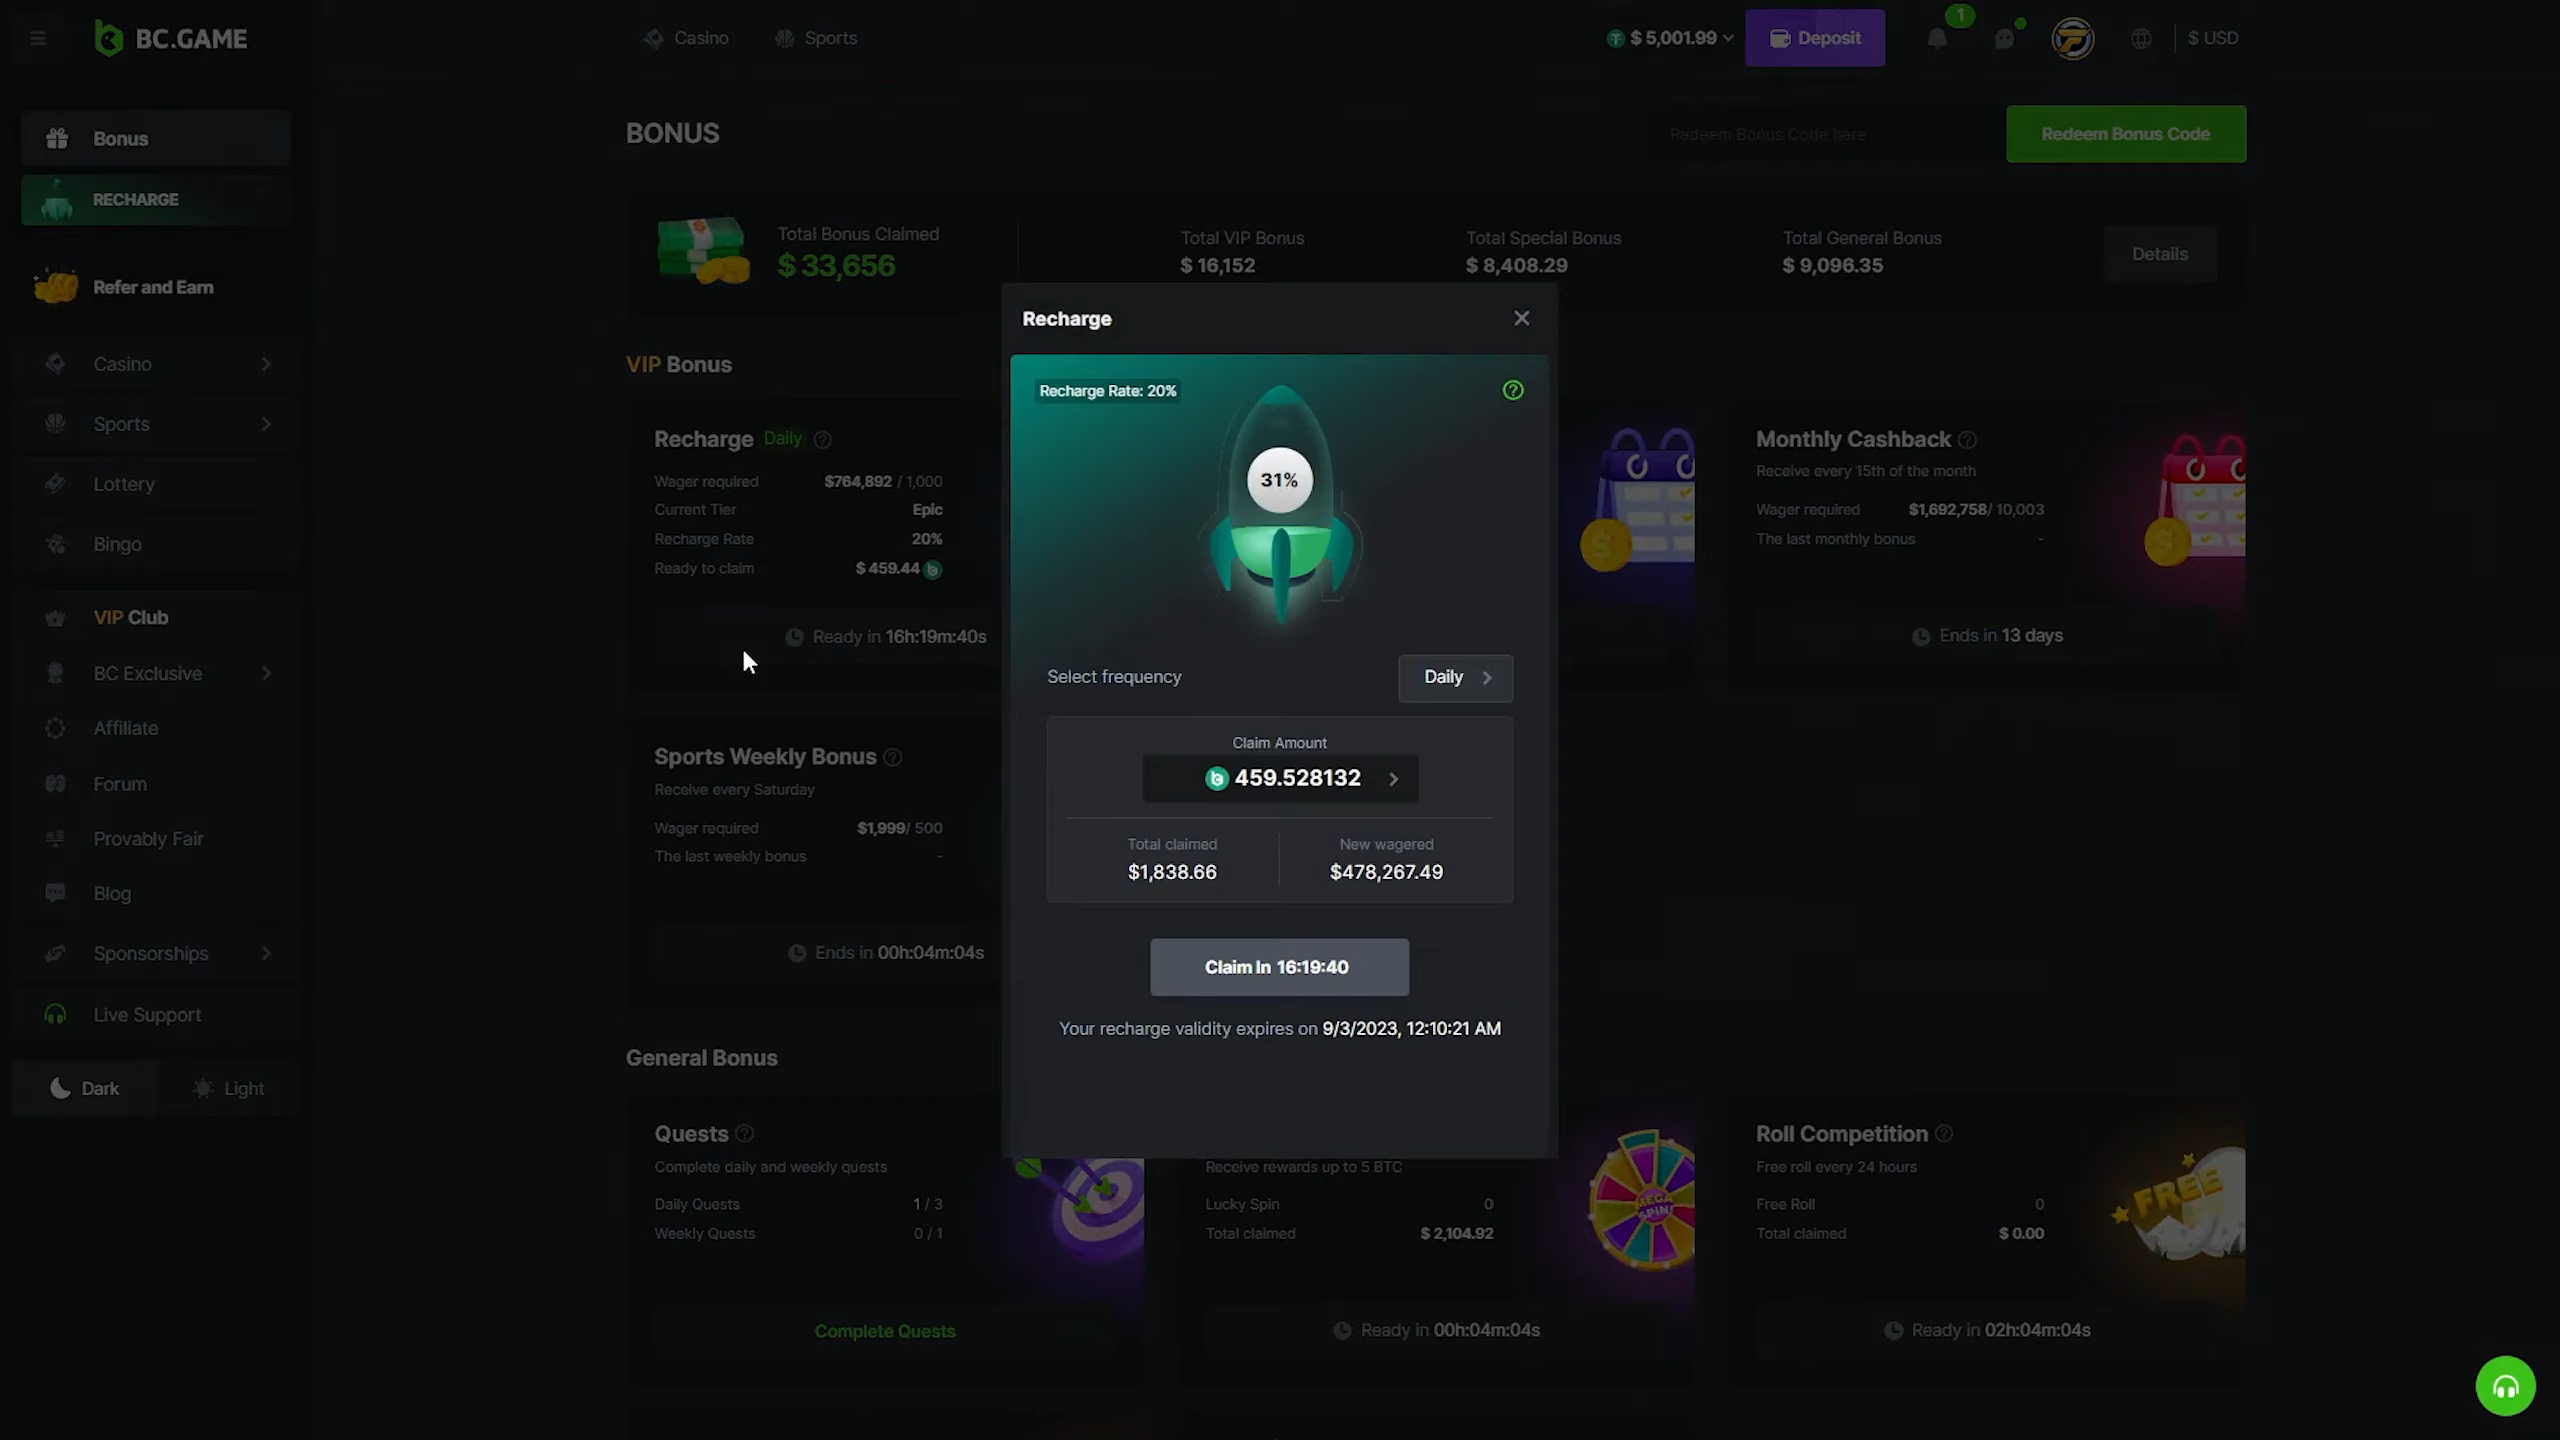 BC.GAME
Casino
Sports
$ 5,001.99
Deposit
1
$ USD
Bonus
RECHARGE
Refer and Earn
Casino
Sports
Lottery
Bingo
VIP Club
BC Exclusive
Affiliate
Forum
Provably Fair
Blog
Sponsorships
Live Support
Dark
Light
BONUS
Redeem Bonus Code here
Redeem Bonus Code
Total Bonus Claimed
$ 33,656
Total VIP Bonus
$ 16,152
Total Special Bonus
$ 8,408.29
Total General Bonus
$ 9,096.35
Details
VIP Bonus
Recharge Daily
Wager required $764,892 / 1,000
Current Tier Epic
Recharge Rate 20%
Ready to claim $ 459.44
Ready in 16h:19m:40s
Recharge
Recharge Rate: 20%
31%
Select frequency
Daily
Claim Amount
459.528132
Total claimed
$1,838.66
New wagered
$478,267.49
Claim In 16:19:40
Your recharge validity expires on 9/3/2023, 12:10:21 AM
Monthly Cashback
Receive every 15th of the month
Wager required $1,692,758/ 10,003
The last monthly bonus -
Ends in 13 days
Sports Weekly Bonus
Receive every Saturday
Wager required $1,999/ 500
The last weekly bonus -
Ends in 00h:04m:04s
General Bonus
Quests
Complete daily and weekly quests
Daily Quests 1 / 3
Weekly Quests 0 / 1
Complete Quests
Receive rewards up to 5 BTC
Lucky Spin 0
Total claimed $ 2,104.92
MEGA
SPIN!
Ready in 00h:04m:04s
Roll Competition
Free roll every 24 hours
Free Roll 0
Total claimed $ 0.00
FREE
Ready in 02h:04m:04s